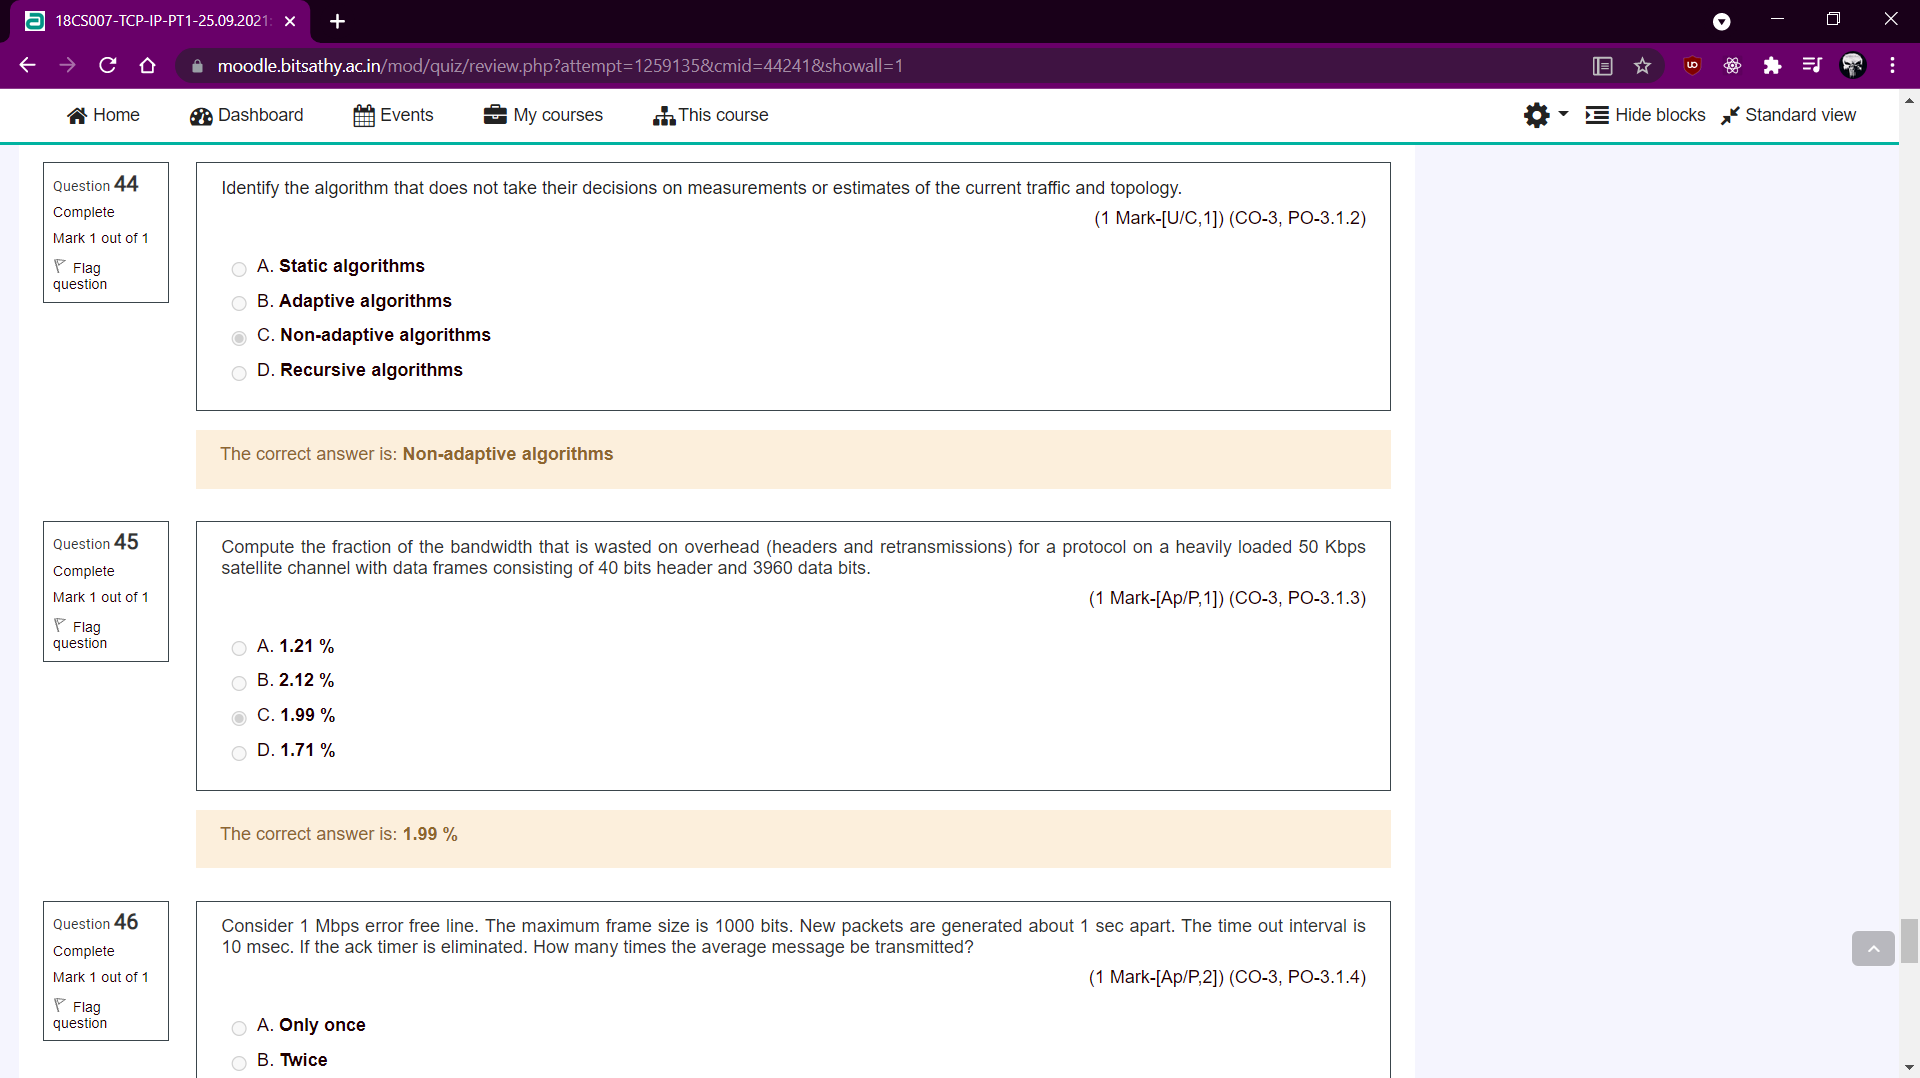 18CS007-TCP-IP-PT1-25.09.2021
moodle.bitsathy.ac.in/mod/quiz/review.php?attempt=1259135&cmid=44241&showall=1
Home Dashboard Events My courses This course Hide blocks Standard view
Question 44
Complete
Mark 1 out of 1
Flag
question
Identify the algorithm that does not take their decisions on measurements or estimates of the current traffic and topology.
(1 Mark-[U/C,1]) (CO-3, PO-3.1.2)
A. Static algorithms
B. Adaptive algorithms
C. Non-adaptive algorithms
D. Recursive algorithms
The correct answer is: Non-adaptive algorithms
Question 45
Complete
Mark 1 out of 1
Flag
question
Compute the fraction of the bandwidth that is wasted on overhead (headers and retransmissions) for a protocol on a heavily loaded 50 Kbps
satellite channel with data frames consisting of 40 bits header and 3960 data bits.
(1 Mark-[Ap/P,1]) (CO-3, PO-3.1.3)
A. 1.21 %
B. 2.12 %
C. 1.99 %
D. 1.71 %
The correct answer is: 1.99 %
Question 46
Complete
Mark 1 out of 1
Flag
question
Consider 1 Mbps error free line. The maximum frame size is 1000 bits. New packets are generated about 1 sec apart. The time out interval is
10 msec. If the ack timer is eliminated. How many times the average message be transmitted?
(1 Mark-[Ap/P,2]) (CO-3, PO-3.1.4)
A. Only once
B. Twice